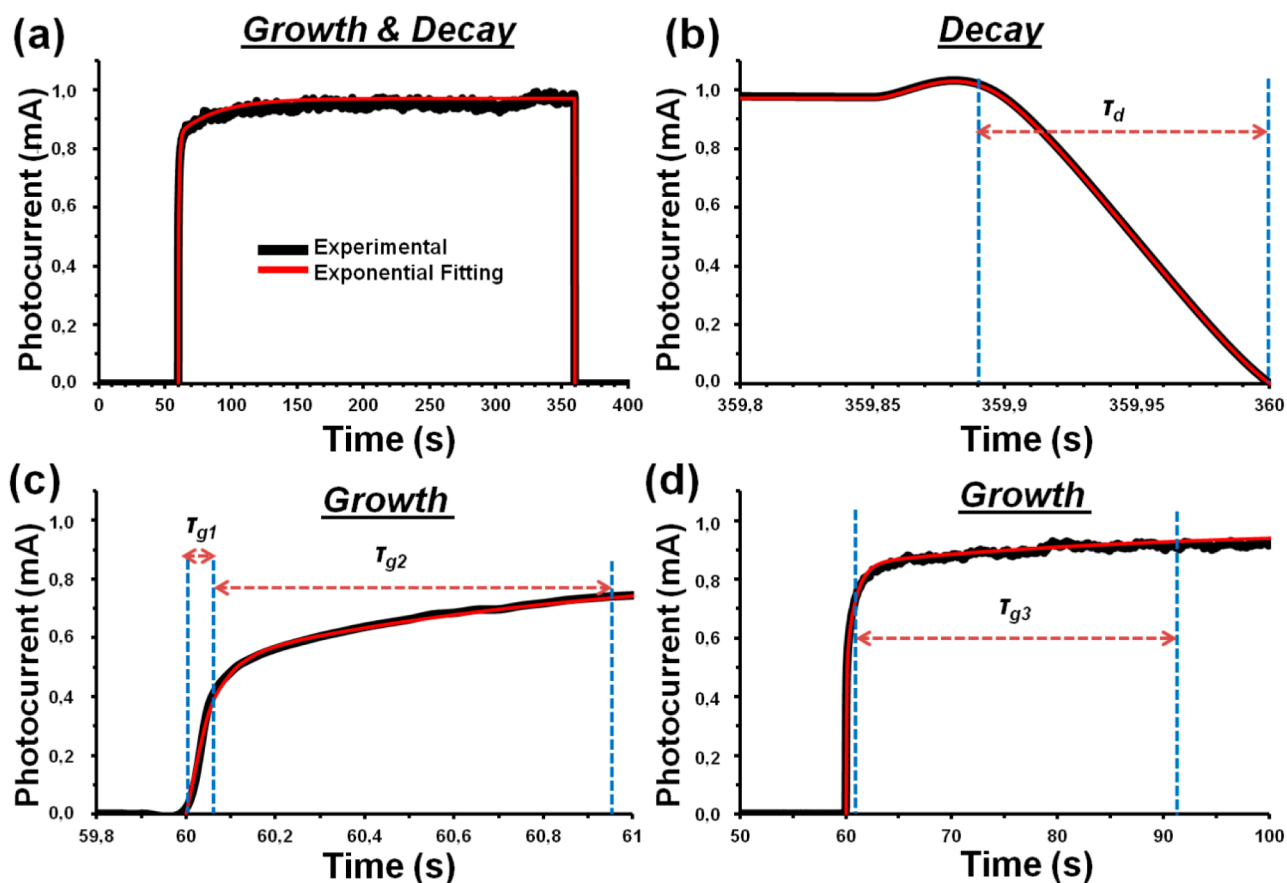 (a)
Growth & Decay
Photocurrent (mA)
1,0
0,8
0,6
0,4
0,2
0,0
Experimental
Exponential Fitting
0
50
100
150
200
250
300
350
400
Time (s)
(b)
Decay
Photocurrent (mA)
1,0
0,8
0,6
0,4
0,2
0,0
τd
359,8
359,85
359,9
359,95
360
Time (s)
(c)
Growth
Photocurrent (mA)
1,0
0,8
0,6
0,4
0,2
0,0
τg1
τg2
59,8
60
60,2
60,4
60,6
60,8
61
Time (s)
(d)
Growth
Photocurrent (mA)
1,0
0,8
0,6
0,4
0,2
0,0
τg3
50
60
70
80
90
100
Time (s)